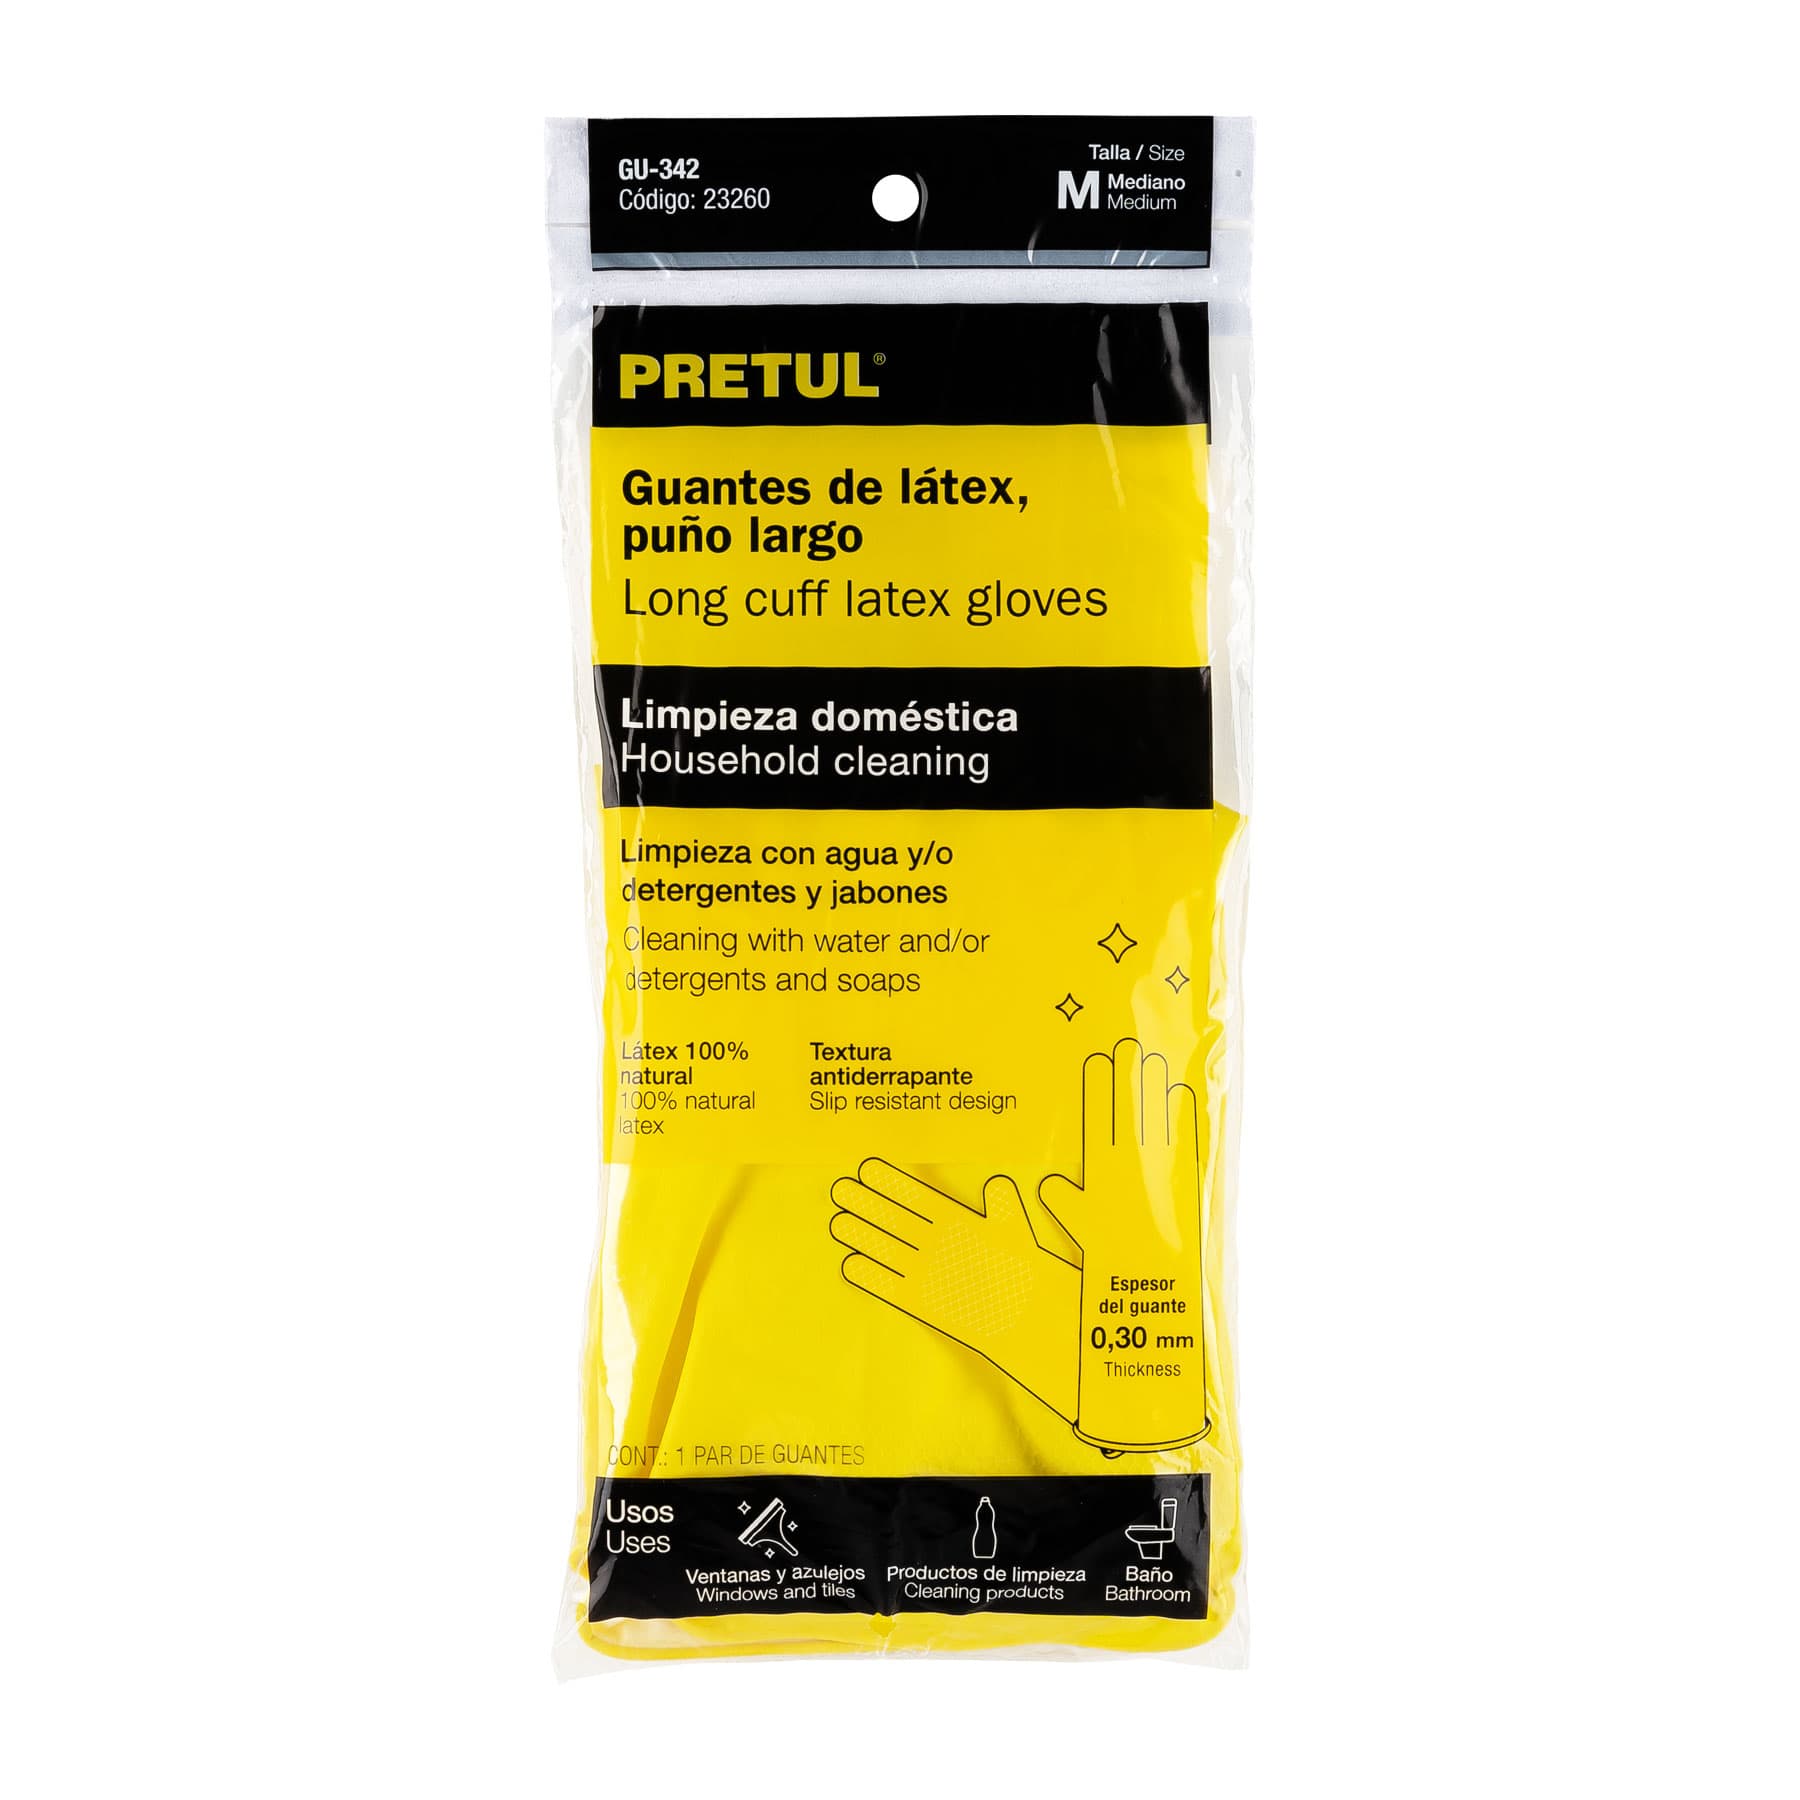 GU-342
Código: 23260
Talla / Size
M Mediano
Medium
PRETUL®
Guantes de látex,
puño largo
Long cuff latex gloves
Limpieza doméstica
Household cleaning
Limpieza con agua y/o
detergentes y jabones
Cleaning with water and/or
detergents and soaps
Látex 100%
natural
100% natural
latex
Textura
antiderrapante
Slip resistant design
Espesor
del guante
0,30 mm
Thickness
CONT.: 1 PAR DE GUANTES
Usos
Uses
Ventanas y azulejos
Windows and tiles
Productos de limpieza
Cleaning products
Baño
Bathroom